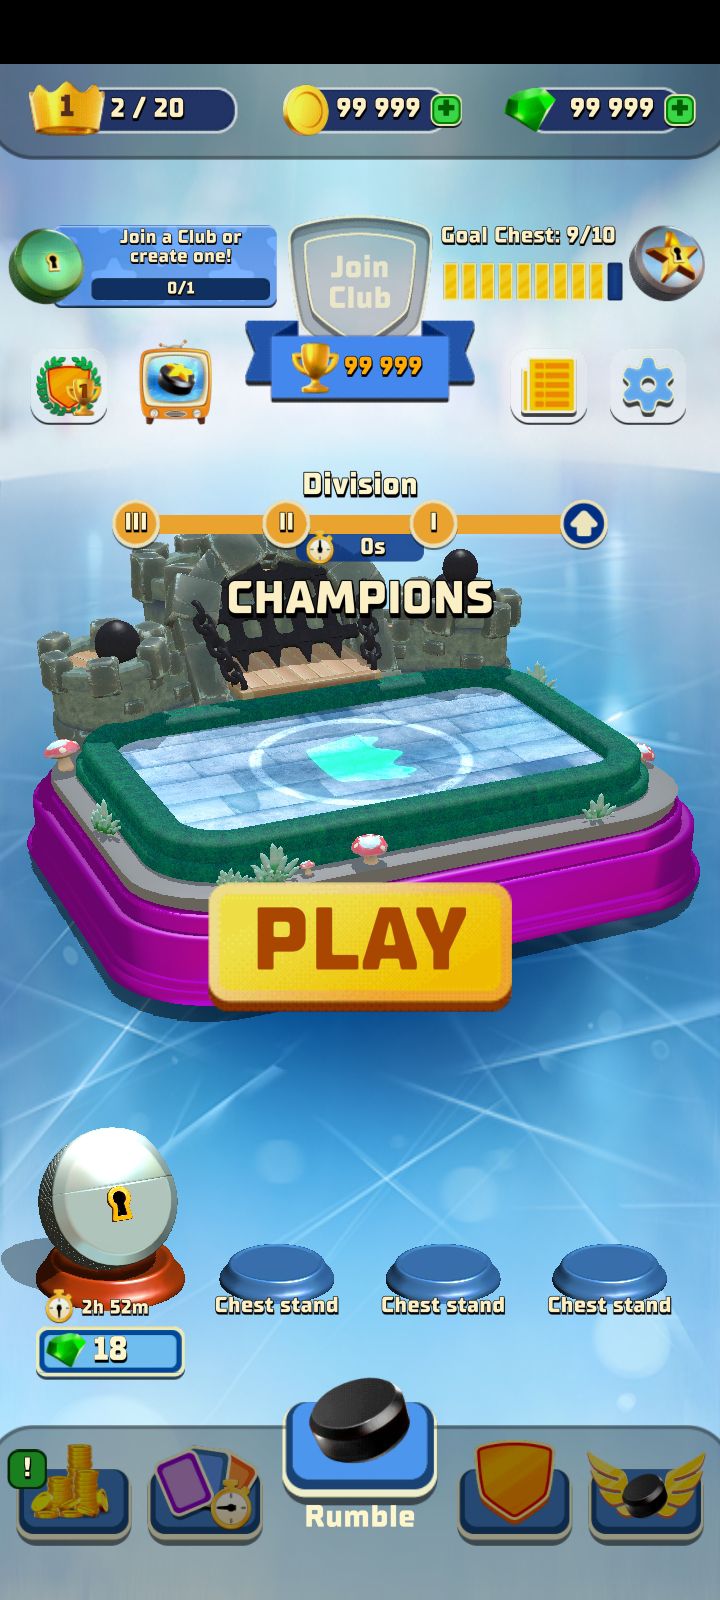 1
2 / 20
99 999
99 999
Join a Club or
create one!
0/1
Join
Club
Goal Chest: 9/10
1
99 999
Division
III
II
I
0s
CHAMPIONS
PLAY
2h 52m
Chest stand
Chest stand
Chest stand
18
!
Rumble